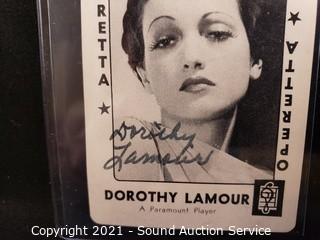 RETTA ★
★ OPERETTA
Dorothy
Lamour
DOROTHY LAMOUR
A Paramount Player
Copyright 2021 - Sound Auction Service